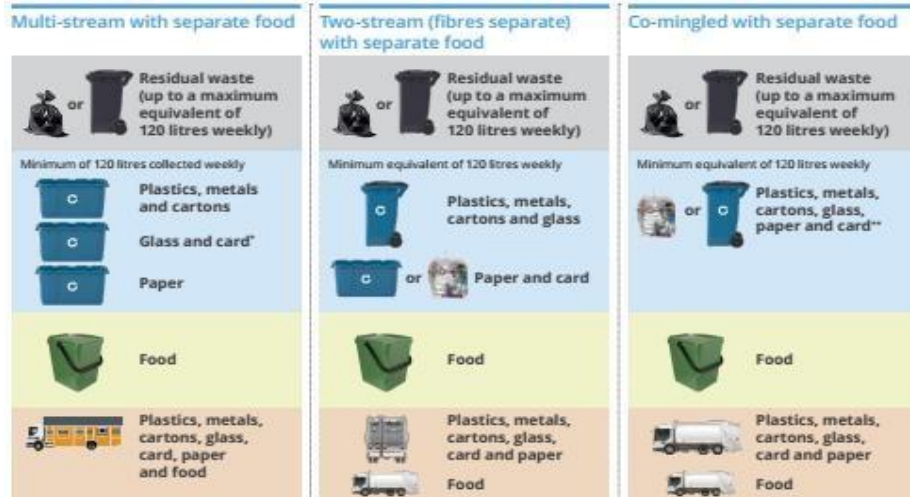 Multi-stream with separate food
or
Residual waste
(up to a maximum
equivalent of
120 litres weekly)
Minimum of 120 litres collected weekly
Plastics, metals
and cartons
Glass and card*
Paper
Food
Plastics, metals,
cartons, glass,
card, paper
and food
Two-stream (fibres separate)
with separate food
or
Residual waste
(up to a maximum
equivalent of
120 litres weekly)
Minimum equivalent of 120 litres weekly
Plastics, metals,
cartons and glass
or
Paper and card
Food
Plastics, metals,
cartons, glass,
card and paper
Food
Co-mingled with separate food
or
Residual waste
(up to a maximum
equivalent of
120 litres weekly)
Minimum equivalent of 120 litres weekly
or
Plastics, metals,
cartons, glass,
paper and card**
Food
Plastics, metals,
cartons, glass,
card and paper
Food